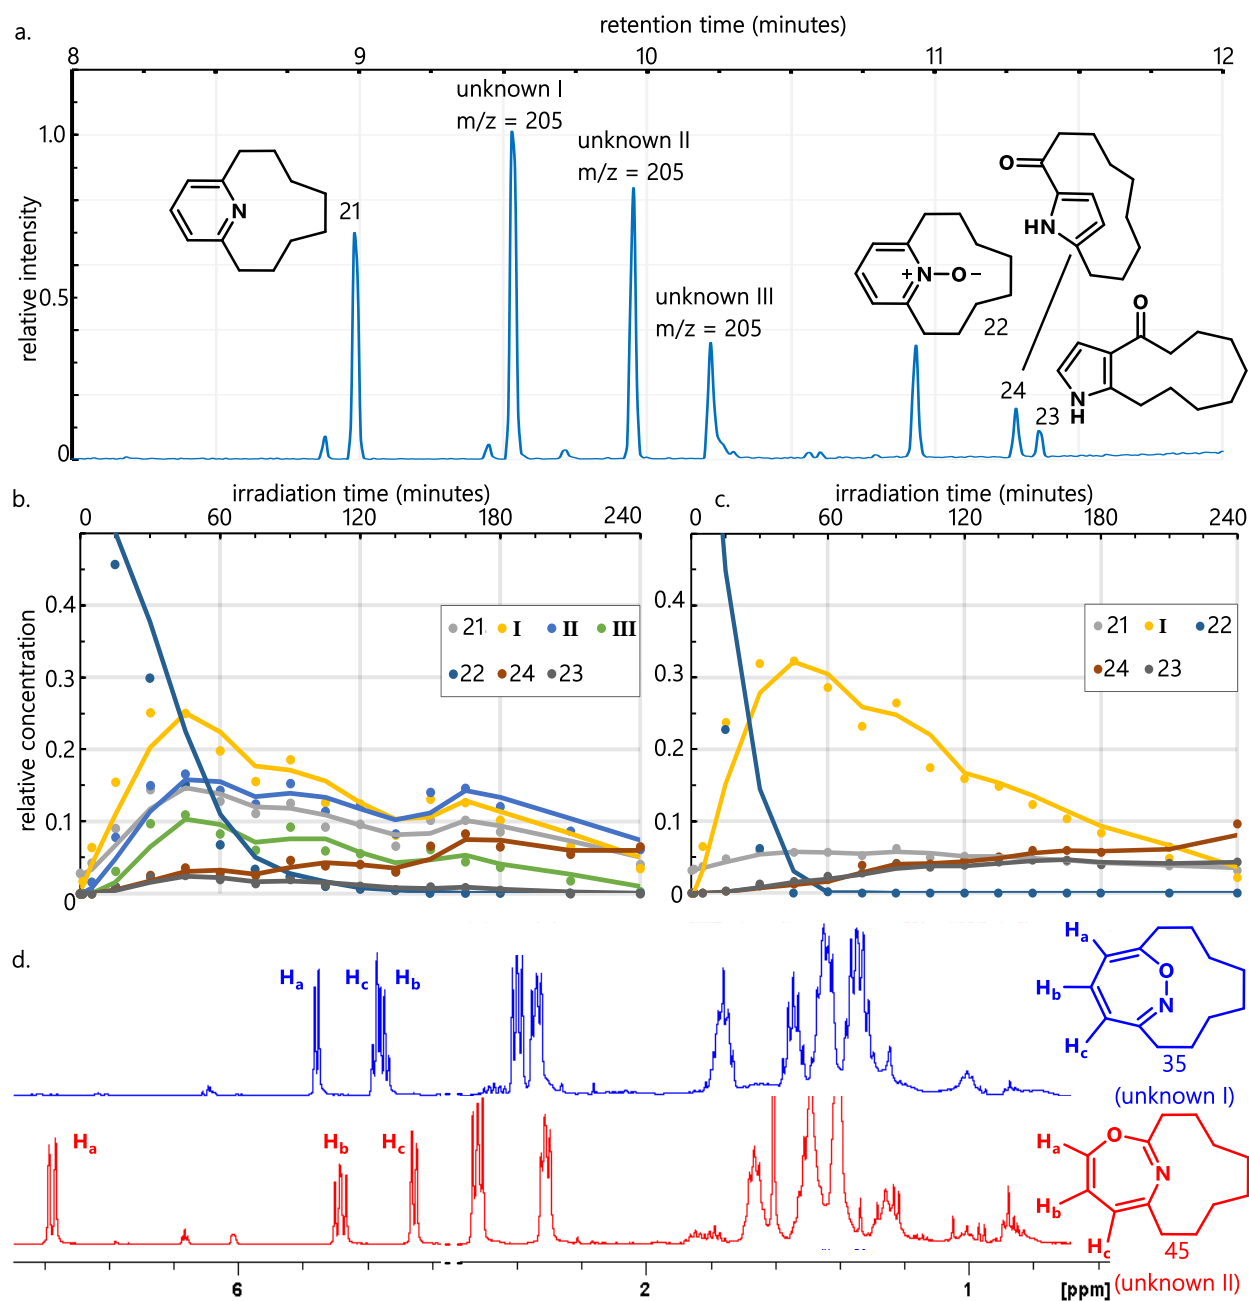 a.
retention time (minutes)
8 9 10 11 12
relative intensity
1.0
0.5
0
21
N
unknown I
m/z = 205
unknown II
m/z = 205
unknown III
m/z = 205
+ N O −
22
O
HN
24
O
N
H
23
b.
irradiation time (minutes)
0 60 120 180 240
relative concentration
0.4
0.3
0.2
0.1
0
21 I II III
22 24 23
c.
irradiation time (minutes)
0 60 120 180 240
0.4
0.3
0.2
0.1
0
21 I 22
24 23
d.
Ha Hc Hb
Ha
Hb
Hc
O
N
35
(unknown I)
Ha Hb Hc
Ha
Hb
Hc
O
N
45
(unknown II)
6 2 1 [ppm]